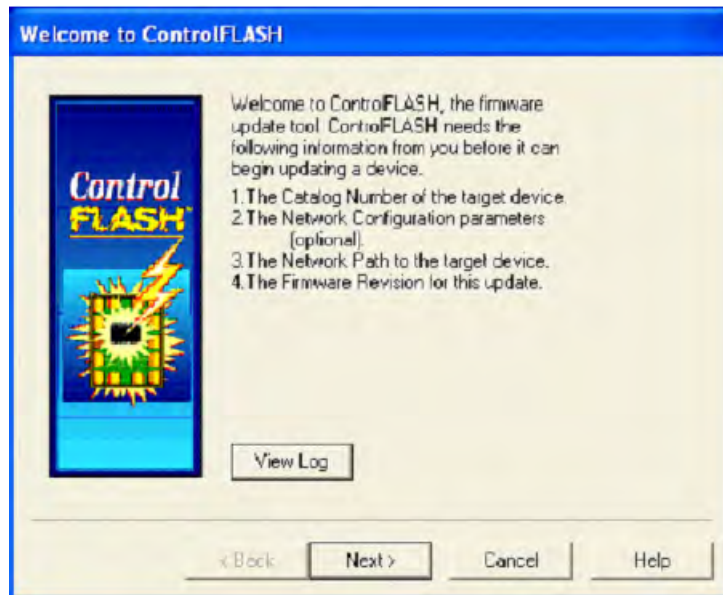 Welcome to ControlFLASH
Control
FLASH
Welcome to ControlFLASH, the firmware
update tool. ControlFLASH needs the
following information from you before it can
begin updating a device.
1.The Catalog Number of the target device.
2.The Network Configuration parameters
(optional).
3.The Network Path to the target device.
4.The Firmware Revision for this update.
View Log
< Back
Next >
Cancel
Help